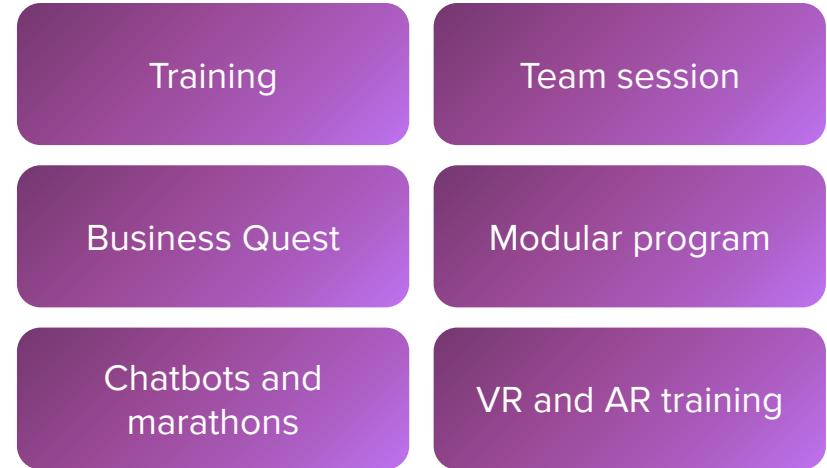 Training
Team session
Business Quest
Modular program
Chatbots and
marathons
VR and AR training